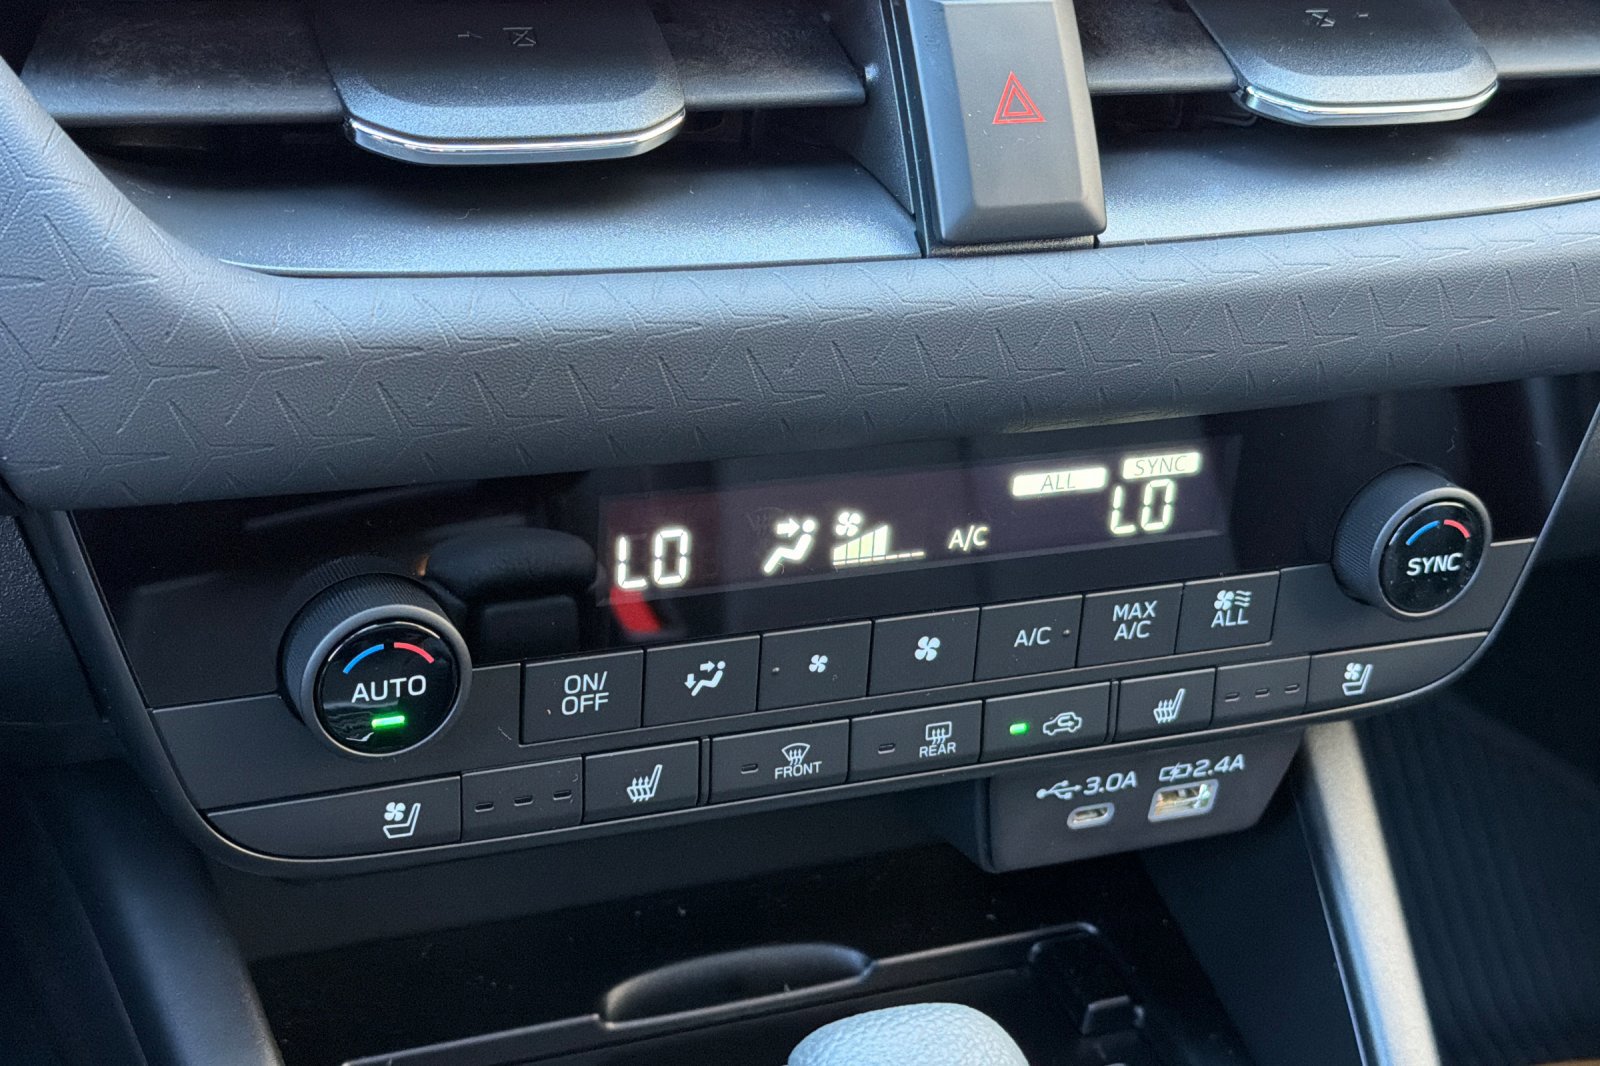 ALL
SYNC
LO
A/C
LO
AUTO
SYNC
ON/
OFF
A/C
MAX
A/C
ALL
FRONT
REAR
3.0A
2.4A